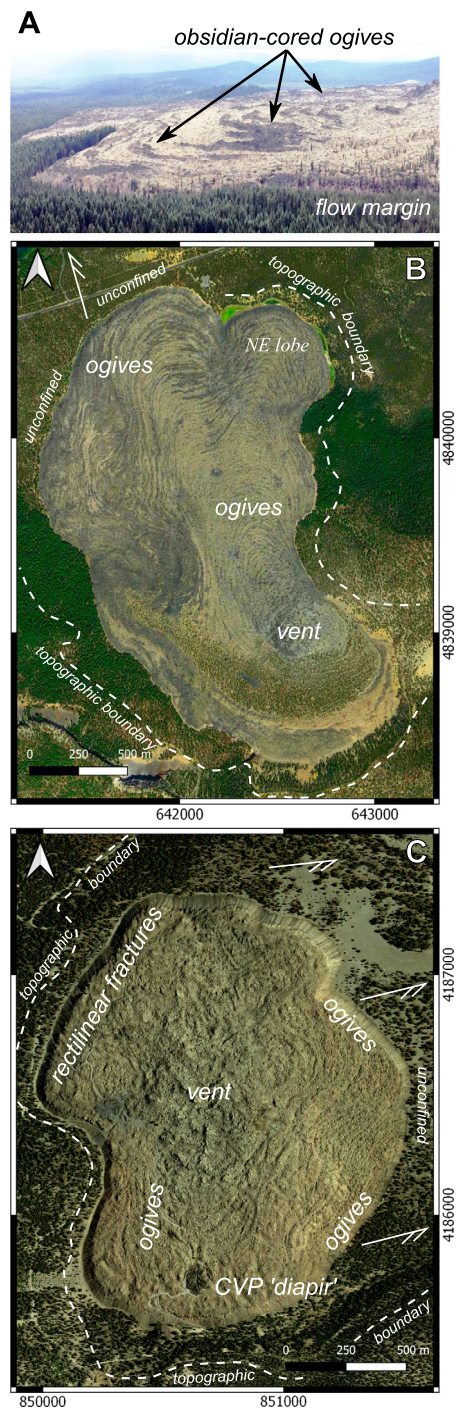 A
obsidian-cored ogives
flow margin
B
unconfined
topographic
boundary
ogives
NE lobe
unconfined
ogives
vent
topographic boundary
0 250 500 m
4840000
4839000
642000 643000
C
boundary
topographic
rectilinear fractures
ogives
vent
unconfined
ogives
ogives
CVP 'diapir'
boundary
0 250 500 m
topographic
4187000
4186000
850000 851000